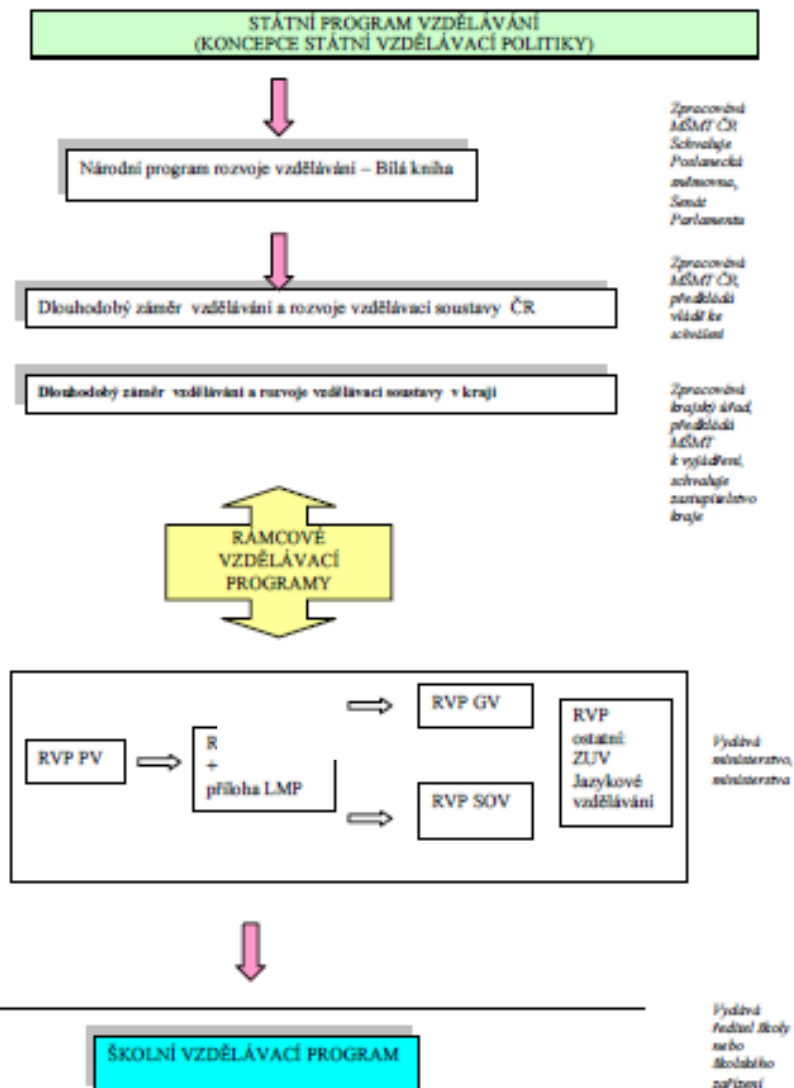 STÁTNÍ PROGRAM VZDĚLÁVÁNÍ
(KONCEPCE STÁTNÍ VZDĚLÁVACÍ POLITIKY)
Zpracovává
MŠMT ČR
Schvaluje
Poslanecká
sněmovna,
Senát
Parlamentu
Národní program rozvoje vzdělávání – Bílá kniha
Zpracovává
MŠMT ČR,
předkládá
vládě ke
schválení
Dlouhodobý záměr vzdělávání a rozvoje vzdělávací soustavy ČR
Dlouhodobý záměr vzdělávání a rozvoje vzdělávací soustavy v kraji
Zpracovává
krajský úřad,
předkládá
MŠMT
k vyjádření,
schvaluje
zastupitelstvo
kraje
RÁMCOVÉ
VZDĚLÁVACÍ
PROGRAMY
RVP PV
R
+
příloha LMP
RVP GV
RVP SOV
RVP
ostatní:
ZUV
Jazykové
vzdělávání
Vydává
ministerstvo,
ministerstva
ŠKOLNÍ VZDĚLÁVACÍ PROGRAM
Vydává
ředitel školy
nebo
školského
zařízení